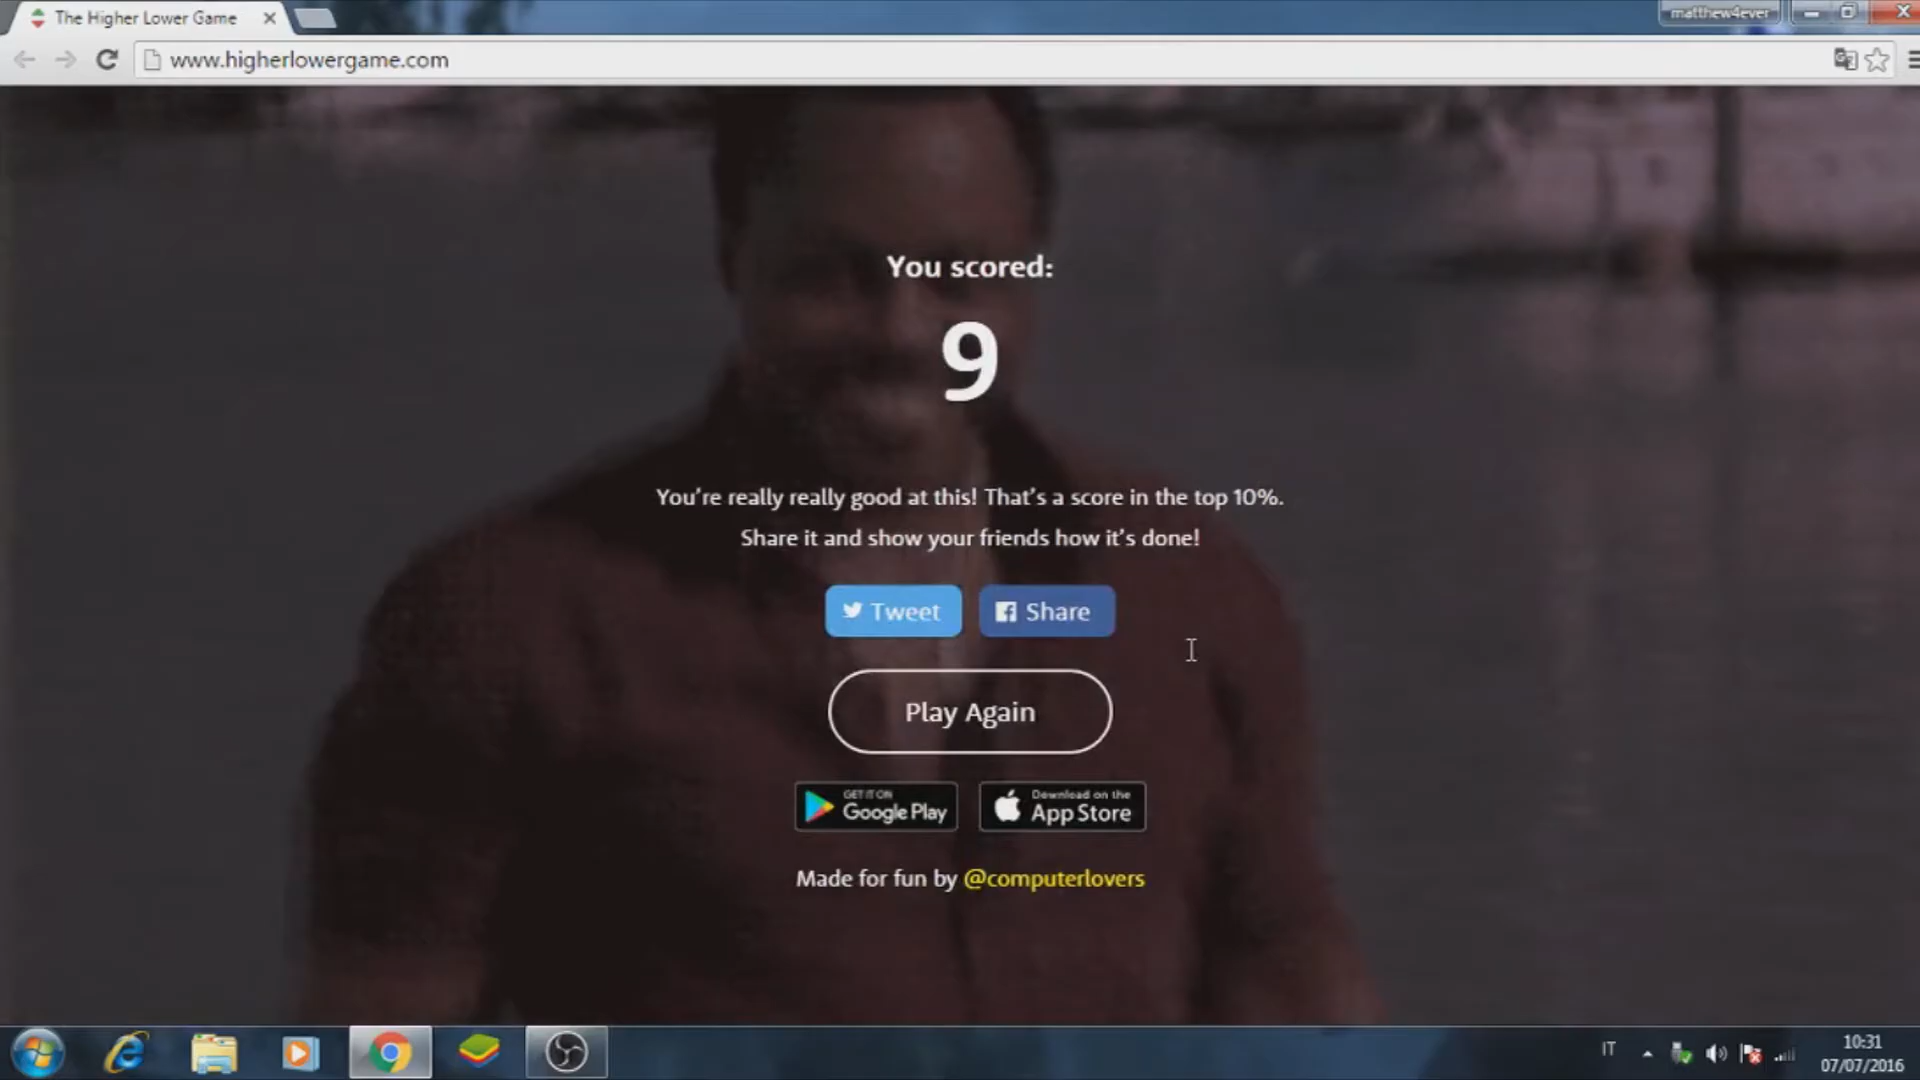 The Higher Lower Game
matthew4ever
www.higherlowergame.com
You scored:
9
You're really really good at this! That's a score in the top 10%.
Share it and show your friends how it's done!
Tweet
Share
Play Again
GET IT ON
Google Play
Download on the
App Store
Made for fun by @computerlovers
IT
10:31
07/07/2016